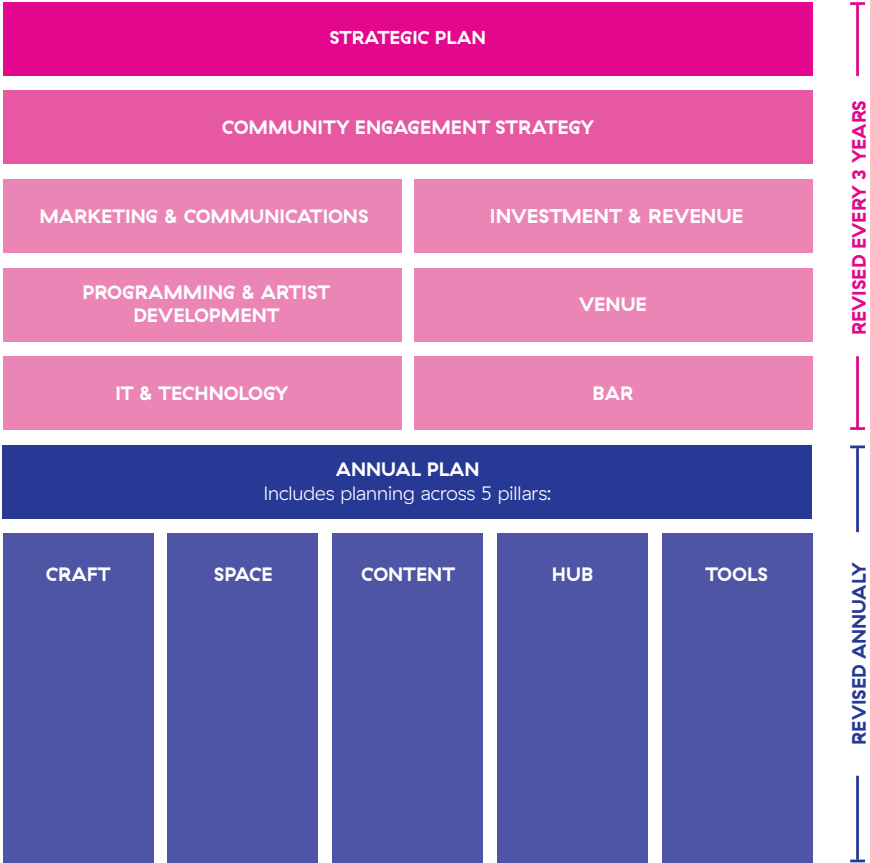 STRATEGIC PLAN
COMMUNITY ENGAGEMENT STRATEGY
MARKETING & COMMUNICATIONS
INVESTMENT & REVENUE
PROGRAMMING & ARTIST
DEVELOPMENT
VENUE
IT & TECHNOLOGY
BAR
REVISED EVERY 3 YEARS
ANNUAL PLAN
Includes planning across 5 pillars:
CRAFT
SPACE
CONTENT
HUB
TOOLS
REVISED ANNUALY